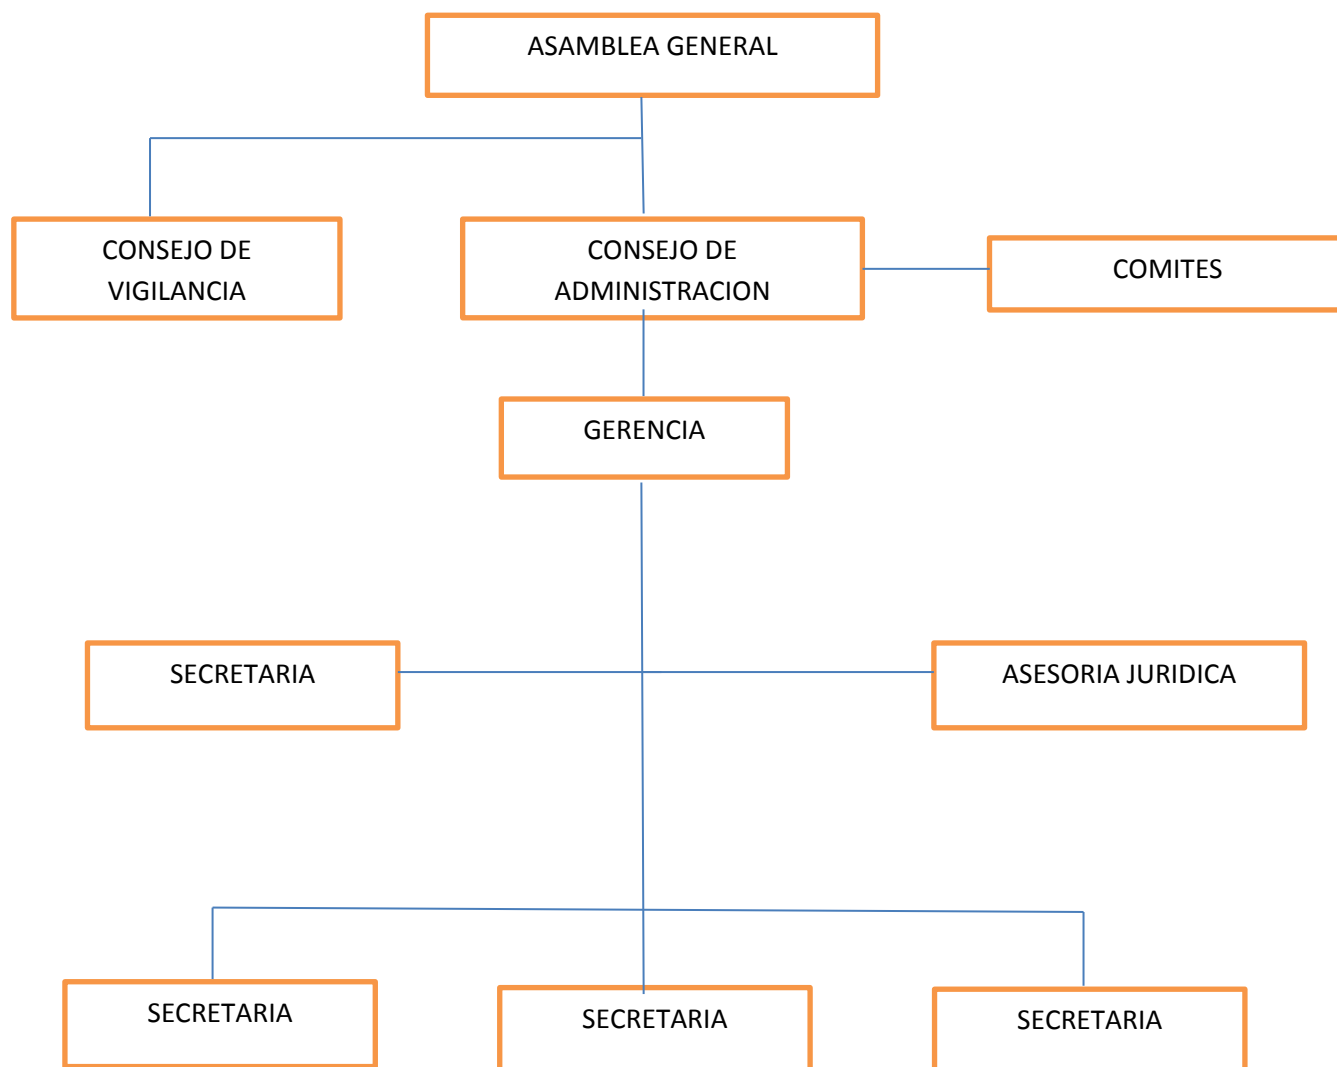 ASAMBLEA GENERAL
CONSEJO DE
VIGILANCIA
CONSEJO DE
ADMINISTRACION
COMITES
GERENCIA
SECRETARIA
ASESORIA JURIDICA
SECRETARIA
SECRETARIA
SECRETARIA